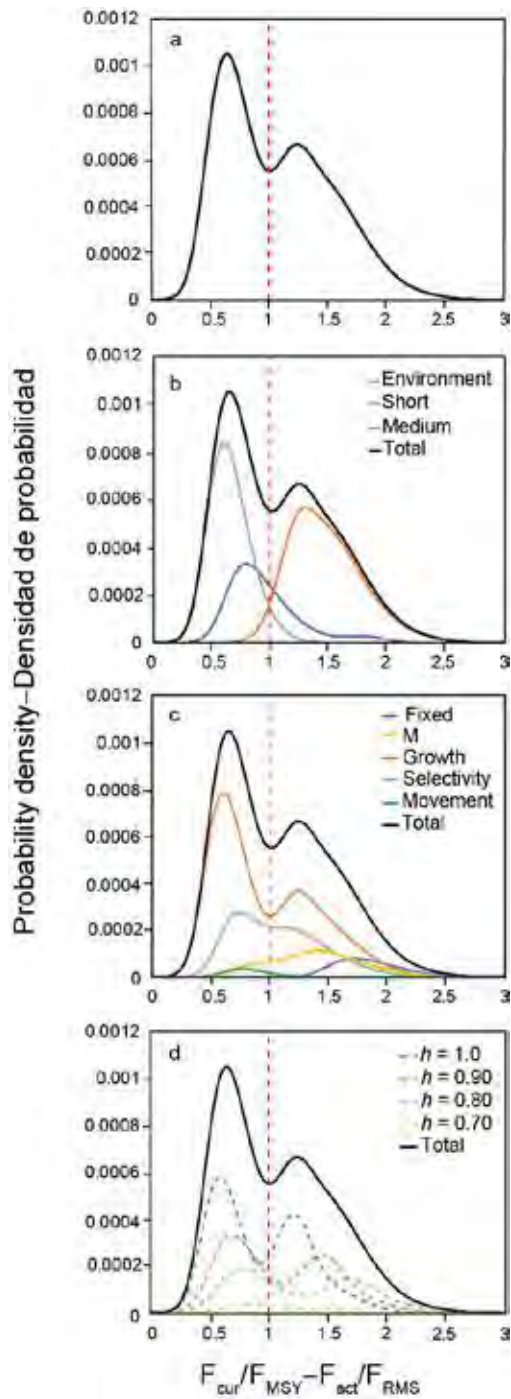 Probability density–Densidad de probabilidad
a
0.0012
0.001
0.0008
0.0006
0.0004
0.0002
0
0 0.5 1 1.5 2 2.5 3
b
Environment
Short
Medium
Total
0.0012
0.001
0.0008
0.0006
0.0004
0.0002
0
0 0.5 1 1.5 2 2.5 3
c
Fixed
M
Growth
Selectivity
Movement
Total
0.0012
0.001
0.0008
0.0006
0.0004
0.0002
0
0 0.5 1 1.5 2 2.5 3
d
h = 1.0
h = 0.90
h = 0.80
h = 0.70
Total
0.0012
0.001
0.0008
0.0006
0.0004
0.0002
0
0 0.5 1 1.5 2 2.5 3
F_cur/F_MSY–F_act/F_RMS